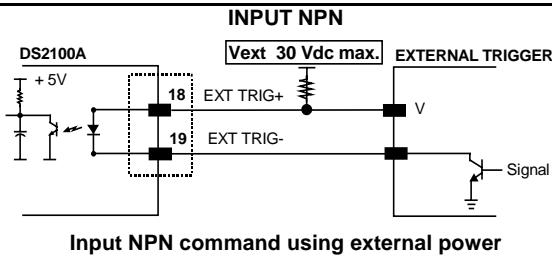 INPUT NPN
DS2100A
Vext 30 Vdc max.
EXTERNAL TRIGGER
+ 5V
18
EXT TRIG+
V
19
EXT TRIG-
Signal
Input NPN command using external power